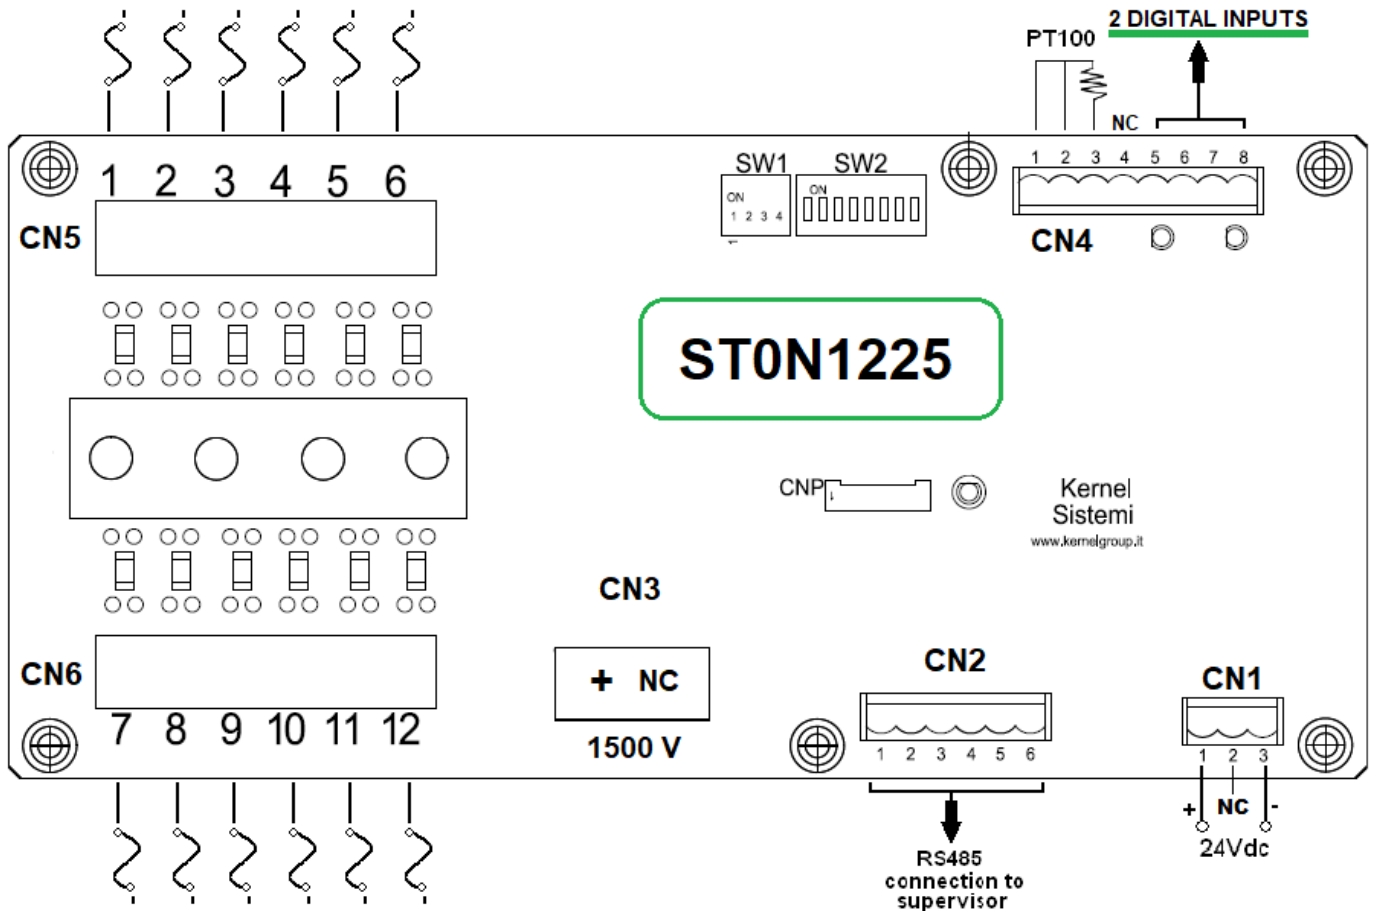 2 DIGITAL INPUTS
PT100
NC
1 2 3 4 5 6
SW1 SW2
1 2 3 4 5 6 7 8
ON
ON
1 2 3 4
CN5
CN4
ST0N1225
CNP
Kernel
Sistemi
www.kernelgroup.it
CN3
CN6
+ NC
CN2
CN1
7 8 9 10 11 12
1500 V
1 2 3 4 5 6
1 2 3
+ NC -
24Vdc
RS485
connection to
supervisor